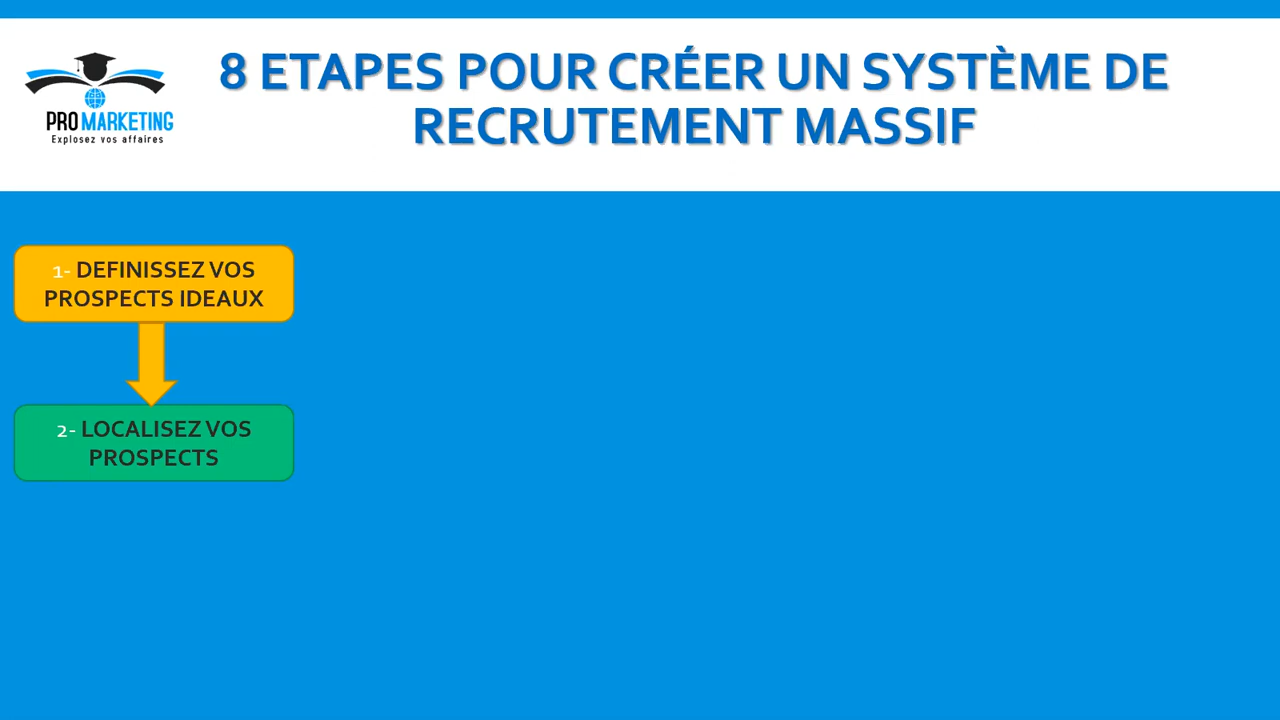 8 ETAPES POUR CRÉER UN SYSTÈME DE
RECRUTEMENT MASSIF
PRO MARKETING
Explosez vos affaires
1- DEFINISSEZ VOS
PROSPECTS IDEAUX
2- LOCALISEZ VOS
PROSPECTS